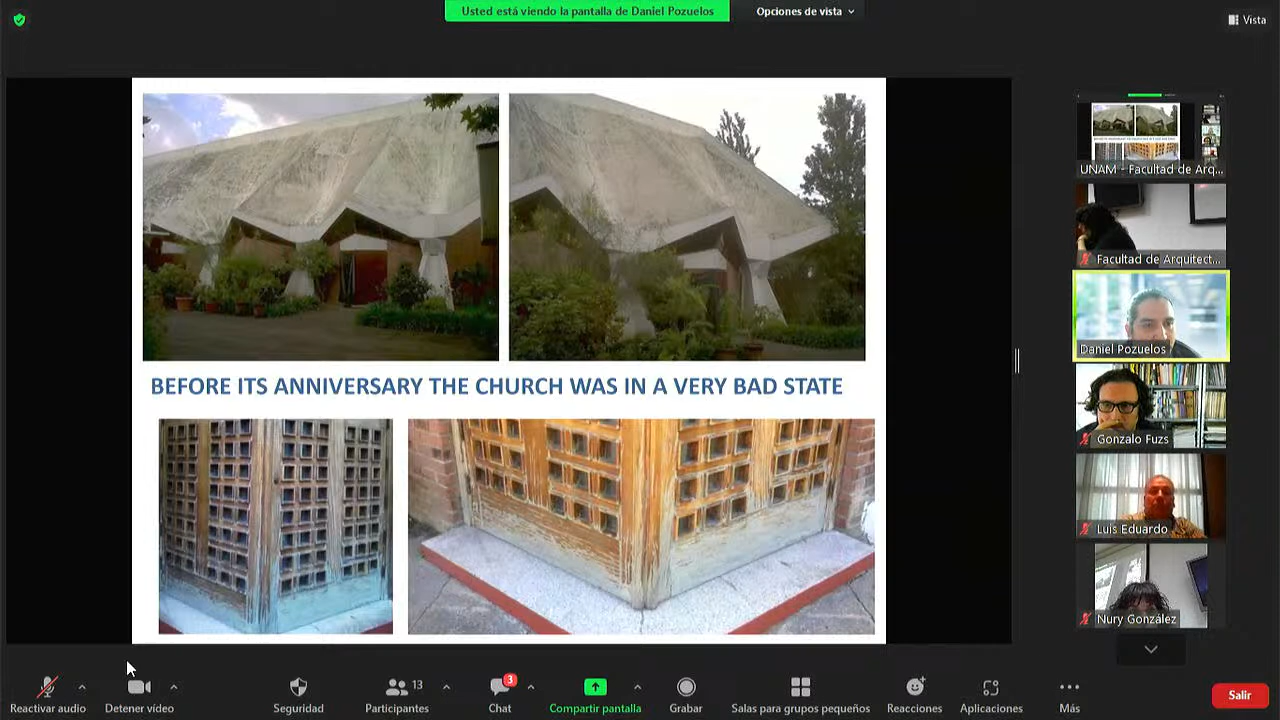 Usted está viendo la pantalla de Daniel Pozuelos
Opciones de vista
Vista
BEFORE ITS ANNIVERSARY THE CHURCH WAS IN A VERY BAD STATE
UNAM - Facultad de Arq...
Facultad de Arquitect...
Daniel Pozuelos
Gonzalo Fuzs
Luis Eduardo
Nury González
Reactivar audio
Detener vídeo
Seguridad
13
Participantes
3
Chat
Compartir pantalla
Grabar
Salas para grupos pequeños
Reacciones
Aplicaciones
Más
Salir